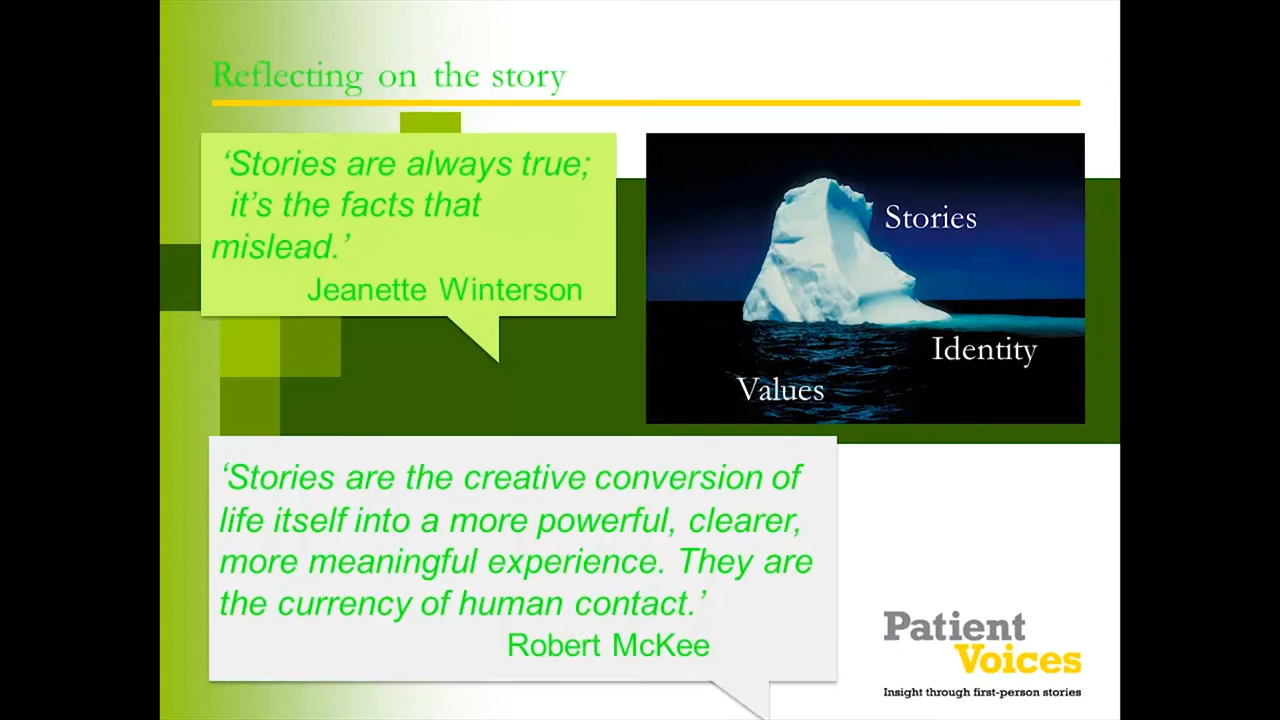 Reflecting on the story
‘Stories are always true;
it’s the facts that
mislead.’
Jeanette Winterson
Stories
Identity
Values
‘Stories are the creative conversion of
life itself into a more powerful, clearer,
more meaningful experience. They are
the currency of human contact.’
Robert McKee
Patient
Voices
Insight through first-person stories